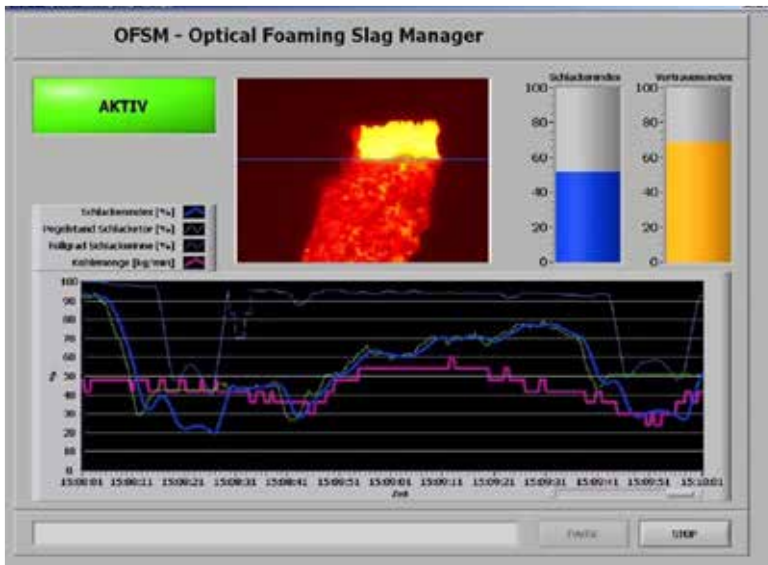 OFSM - Optical Foaming Slag Manager
AKTIV
Schlackenindex
Vertrauensindex
100
80
60
40
20
0
100
80
60
40
20
0
Schlackenindex [%]
Pegelstand Schlackentor [%]
Füllgrad Schlackenrinne [%]
Kohlemenge [kg/min]
%
100
90
80
70
60
50
40
30
20
10
0
15:00:01 15:00:11 15:00:21 15:00:31 15:00:41 15:00:51 15:09:11 15:09:21 15:09:31 15:09:41 15:09:51 15:10:01
Zeit
STOP